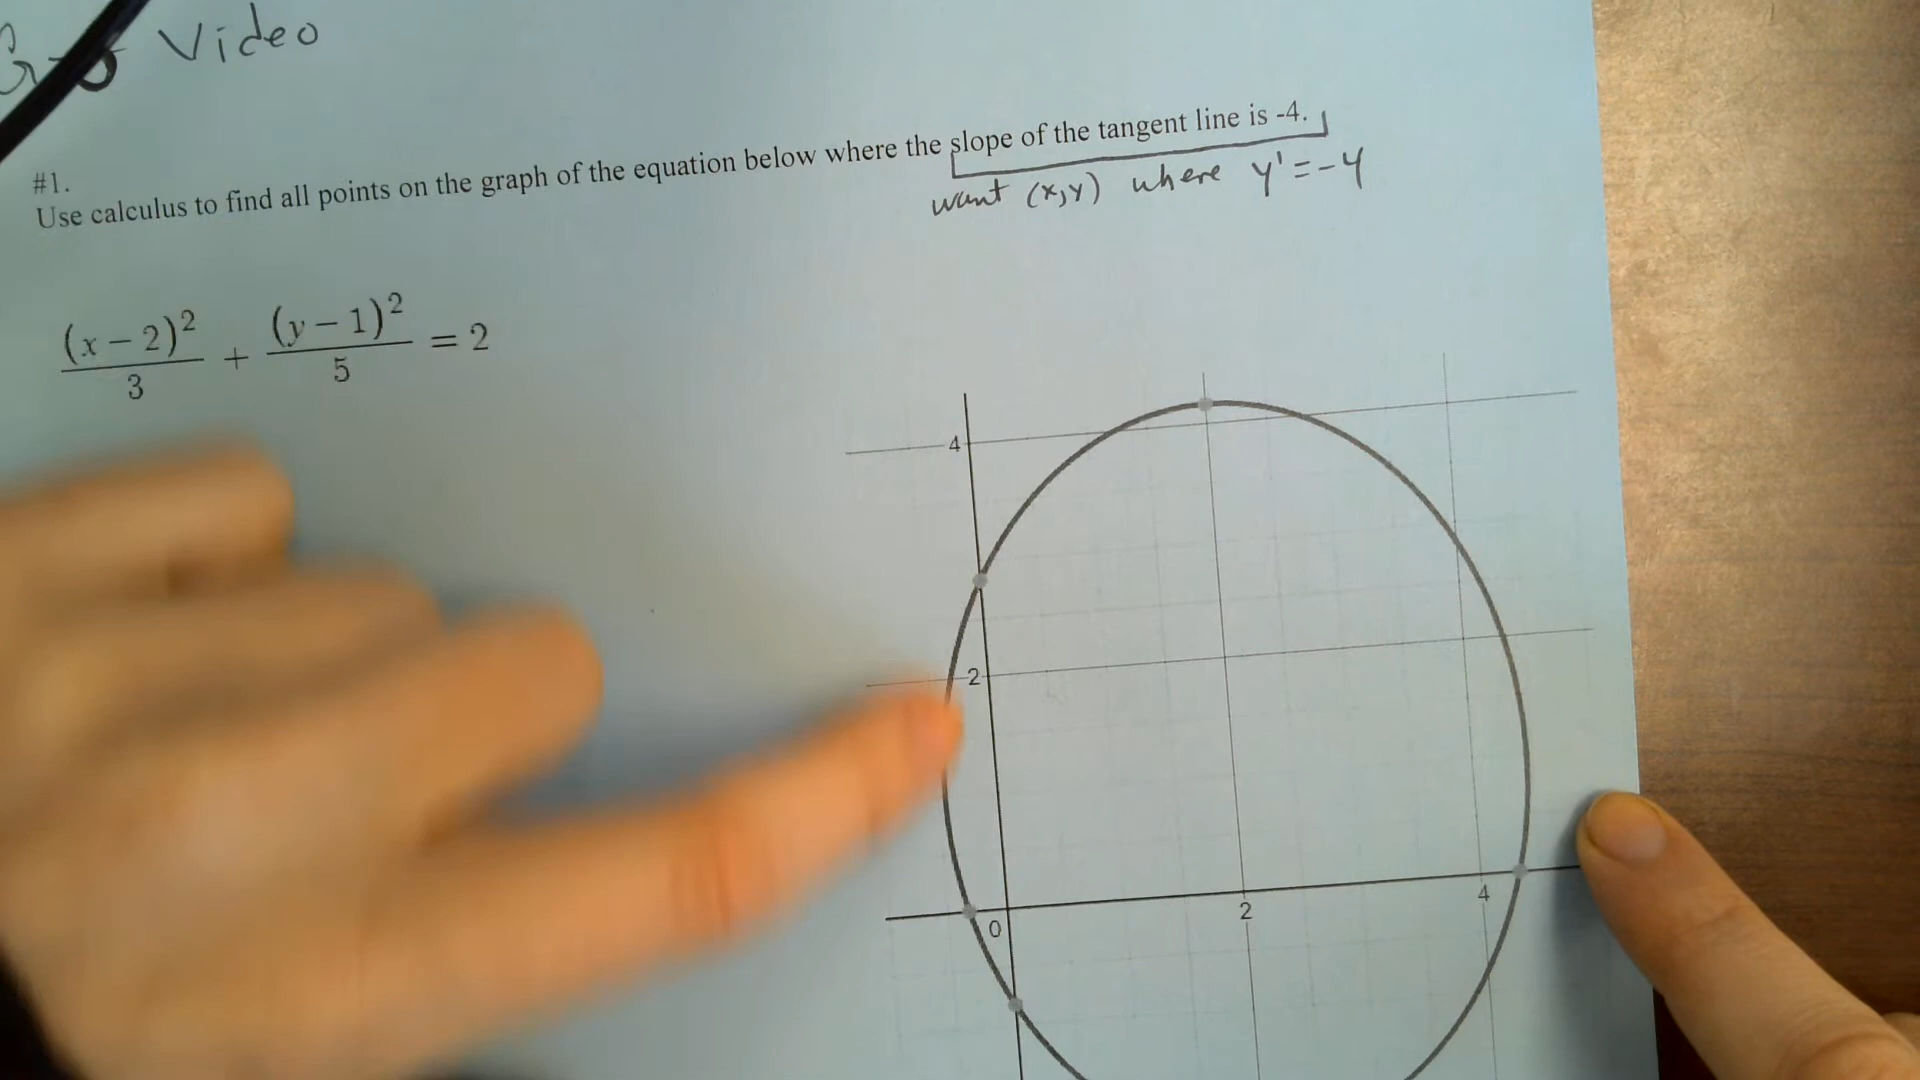 Video
#1.
Use calculus to find all points on the graph of the equation below where the slope of the tangent line is -4.
want (x,y) where y'=-4
(x − 2)²/3 + (y − 1)²/5 = 2
4
2
0
2
4